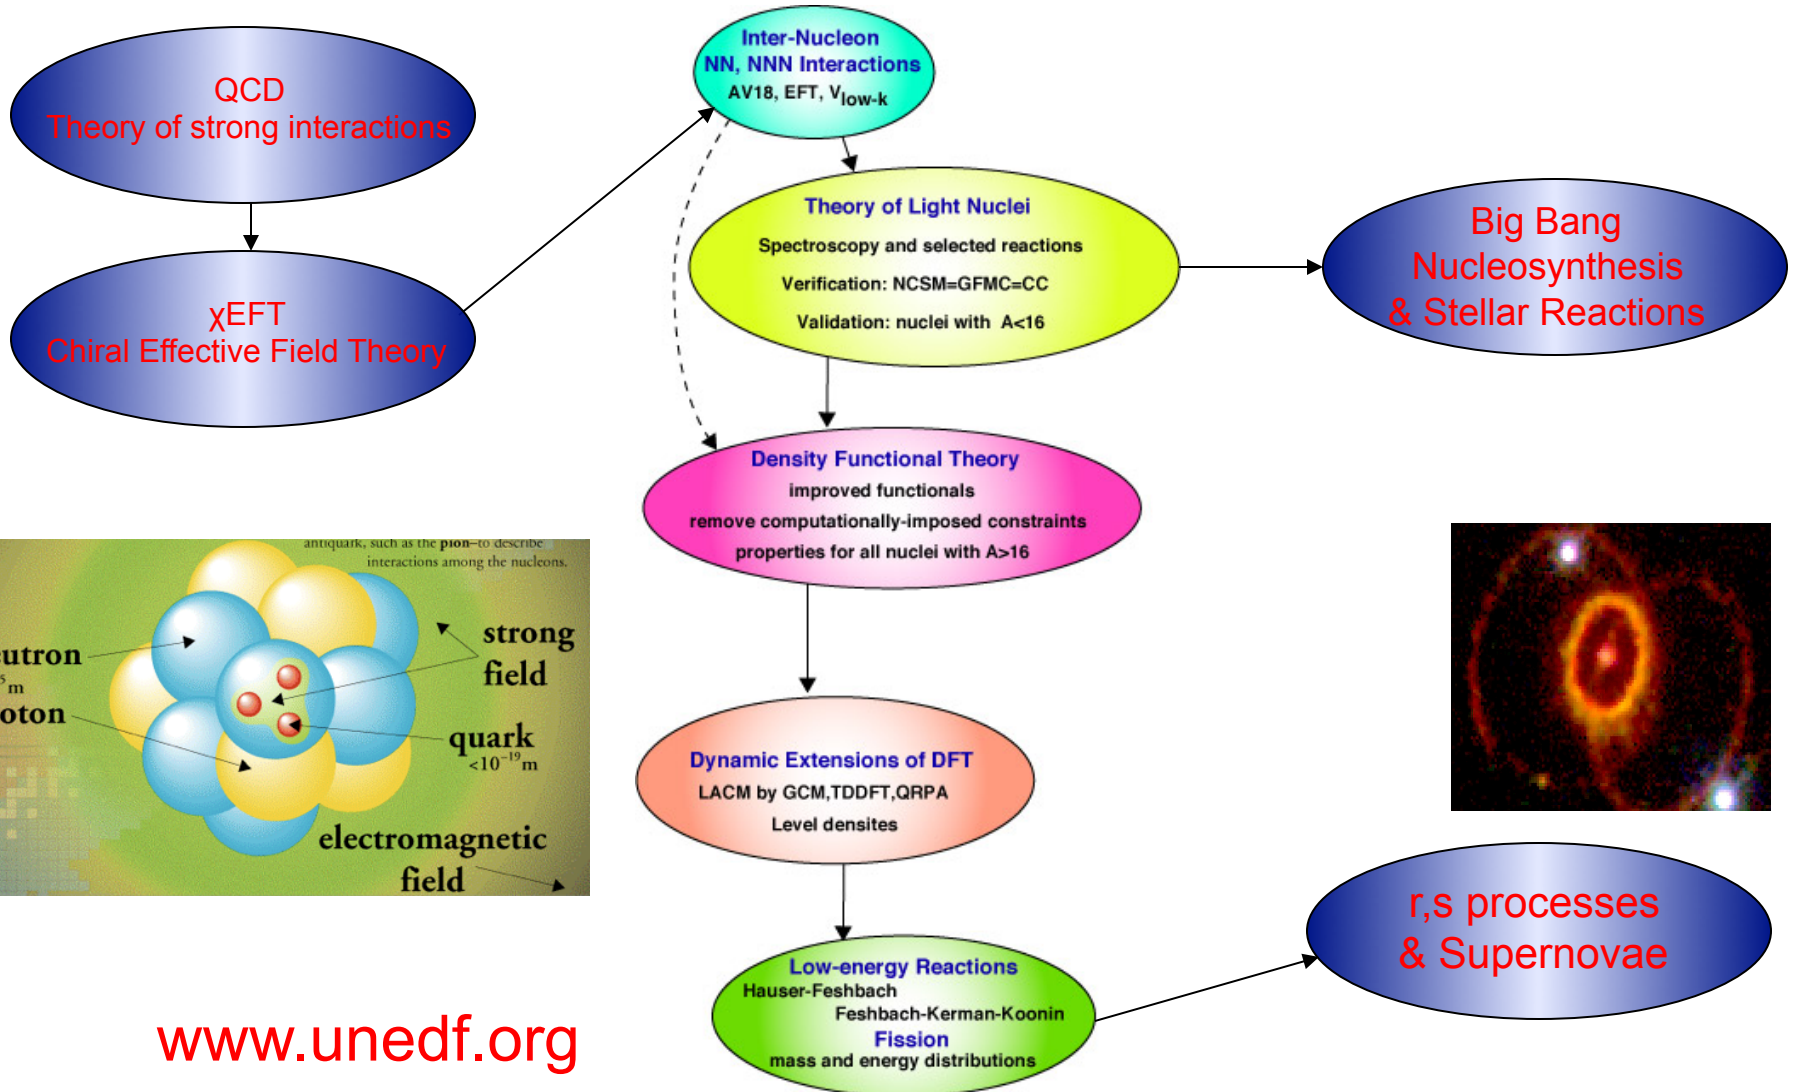 QCD
Theory of strong interactions
χEFT
Chiral Effective Field Theory
Inter-Nucleon
NN, NNN Interactions
AV18, EFT, Vlow-k
Theory of Light Nuclei
Spectroscopy and selected reactions
Verification: NCSM=GFMC=CC
Validation: nuclei with A<16
Big Bang
Nucleosynthesis
& Stellar Reactions
Density Functional Theory
improved functionals
remove computationally-imposed constraints
properties for all nuclei with A>16
antiquark, such as the pion–to describe
interactions among the nucleons.
strong
field
eutron
⁵m
oton
quark
<10⁻¹⁹m
electromagnetic
field
Dynamic Extensions of DFT
LACM by GCM,TDDFT,QRPA
Level densites
Low-energy Reactions
Hauser-Feshbach
Feshbach-Kerman-Koonin
Fission
mass and energy distributions
r,s processes
& Supernovae
www.unedf.org